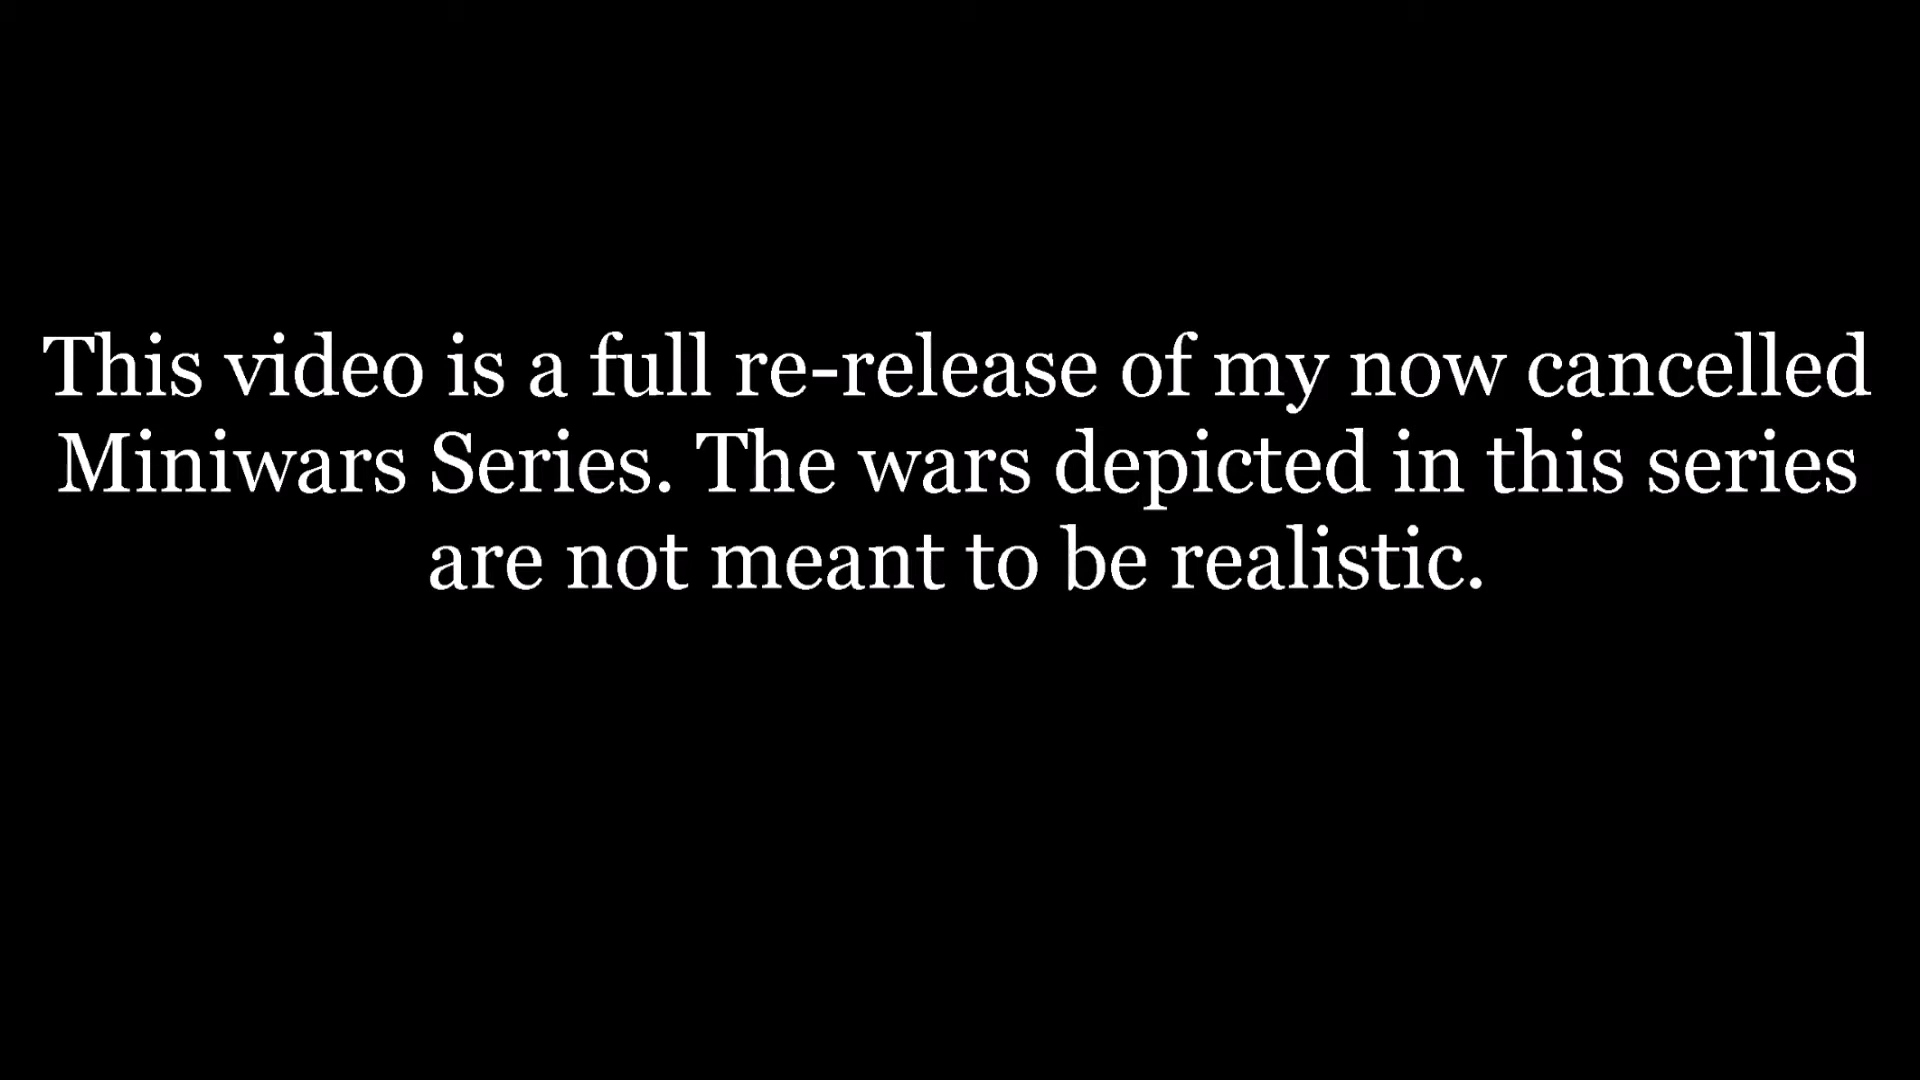 This video is a full re-release of my now cancelled
Miniwars Series. The wars depicted in this series
are not meant to be realistic.